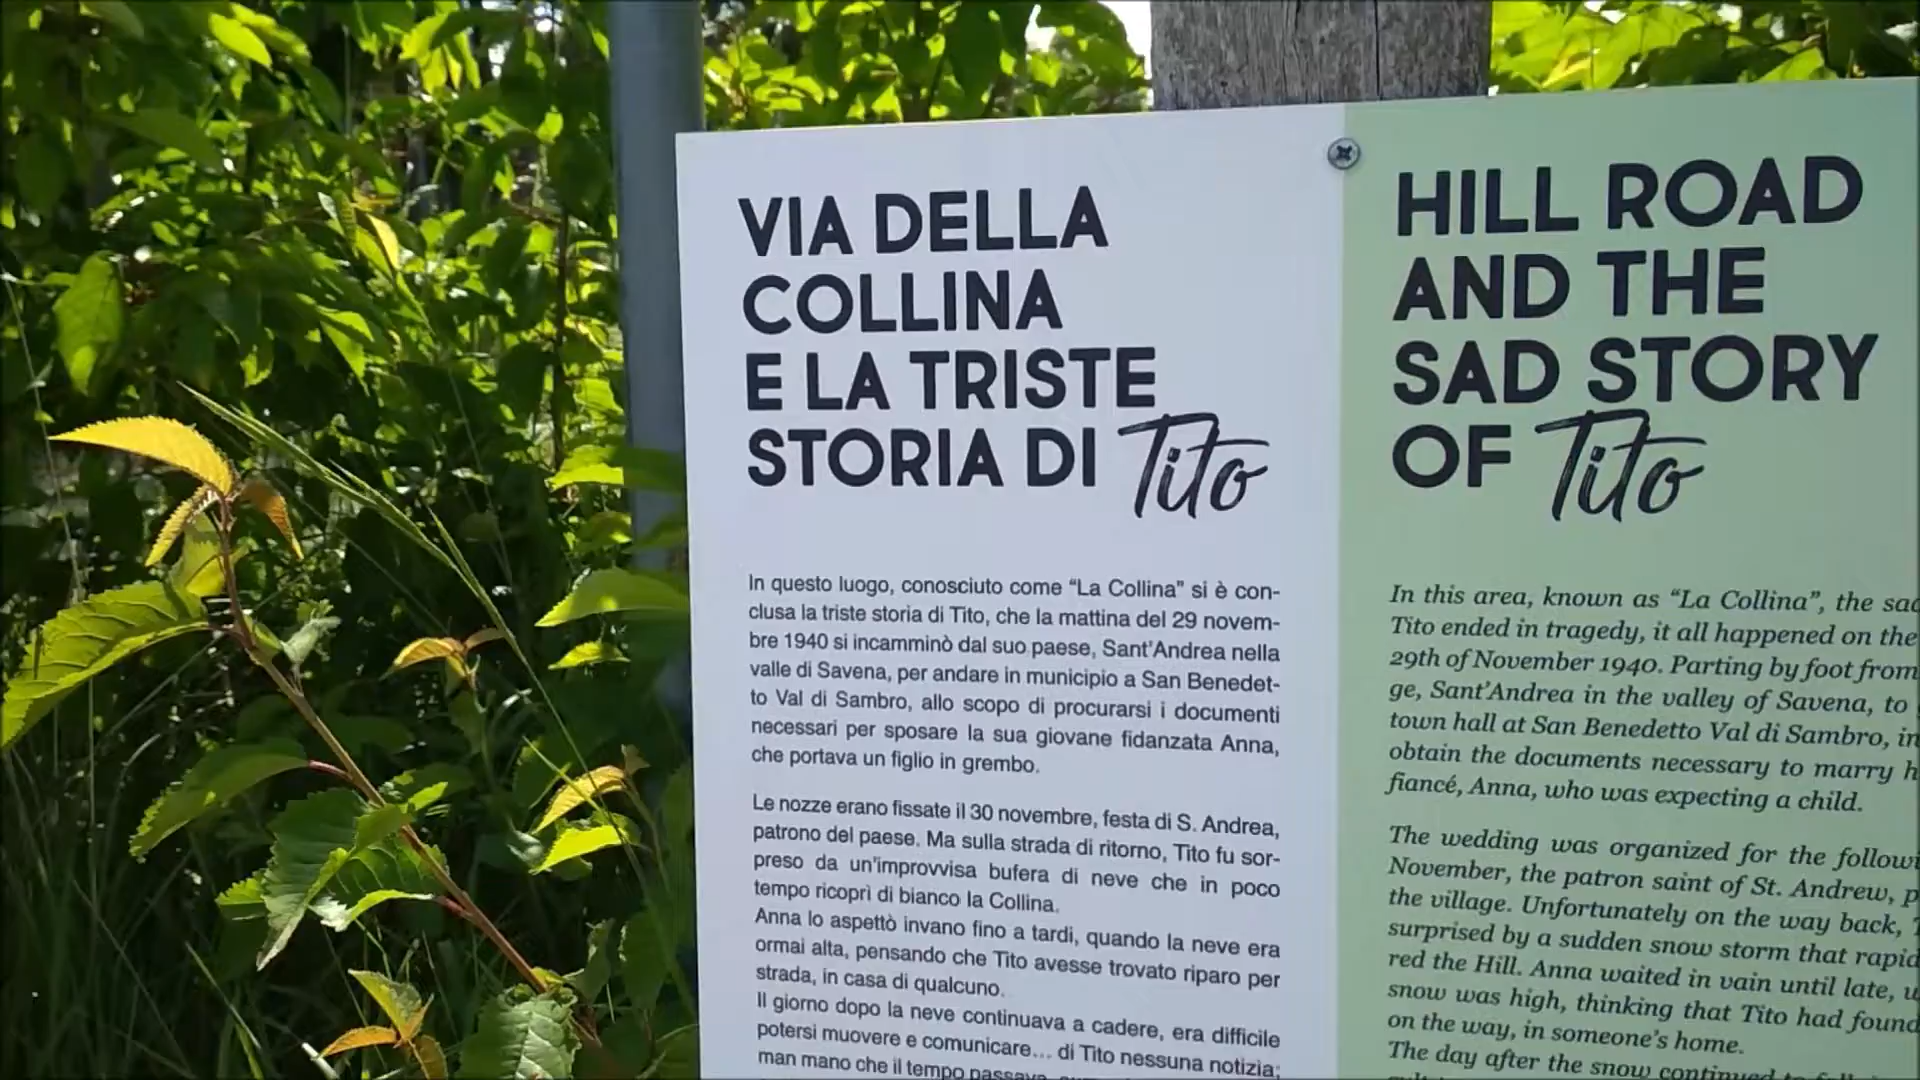 VIA DELLA
COLLINA
E LA TRISTE
STORIA DI Tito
In questo luogo, conosciuto come “La Collina” si è con-
clusa la triste storia di Tito, che la mattina del 29 novem-
bre 1940 si incamminò dal suo paese, Sant'Andrea nella
valle di Savena, per andare in municipio a San Benedet-
to Val di Sambro, allo scopo di procurarsi i documenti
necessari per sposare la sua giovane fidanzata Anna,
che portava un figlio in grembo.
Le nozze erano fissate il 30 novembre, festa di S. Andrea,
patrono del paese. Ma sulla strada di ritorno, Tito fu sor-
preso da un'improvvisa bufera di neve che in poco
tempo ricoprì di bianco la Collina.
Anna lo aspettò invano fino a tardi, quando la neve era
ormai alta, pensando che Tito avesse trovato riparo per
strada, in casa di qualcuno.
Il giorno dopo la neve continuava a cadere, era difficile
potersi muovere e comunicare... di Tito nessuna notizia;
man mano che il tempo passava
HILL ROAD
AND THE
SAD STORY
OF Tito
In this area, known as “La Collina”, the
Tito ended in tragedy, it all happened on the
29th of November 1940. Parting by foot from
ge, Sant'Andrea in the valley of Savena, to
town hall at San Benedetto Val di Sambro, in
obtain the documents necessary to marry
fiancé, Anna, who was expecting a child.
The wedding was organized for the
November, the patron saint of St. Andrew,
the village. Unfortunately on the way back,
surprised by a sudden snow storm that
red the Hill. Anna waited in vain until late,
snow was high, thinking that Tito had found
on the way, in someone's home.
The day after the snow continued to